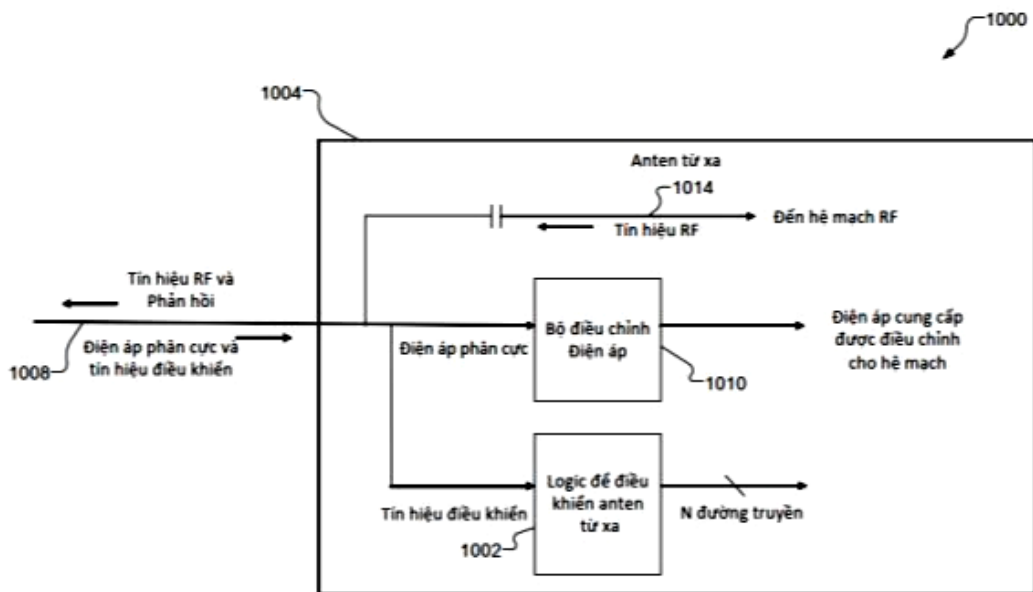 1000
1004
Anten từ xa
1014
Đến hệ mạch RF
Tín hiệu RF
Tín hiệu RF và
Phản hồi
Điện áp phân cực và
tín hiệu điều khiển
1008
Điện áp phân cực
Bộ điều chỉnh
Điện áp
1010
Điện áp cung cấp
được điều chỉnh
cho hệ mạch
Tín hiệu điều khiển
1002
Logic để điều
khiển anten
từ xa
N đường truyền